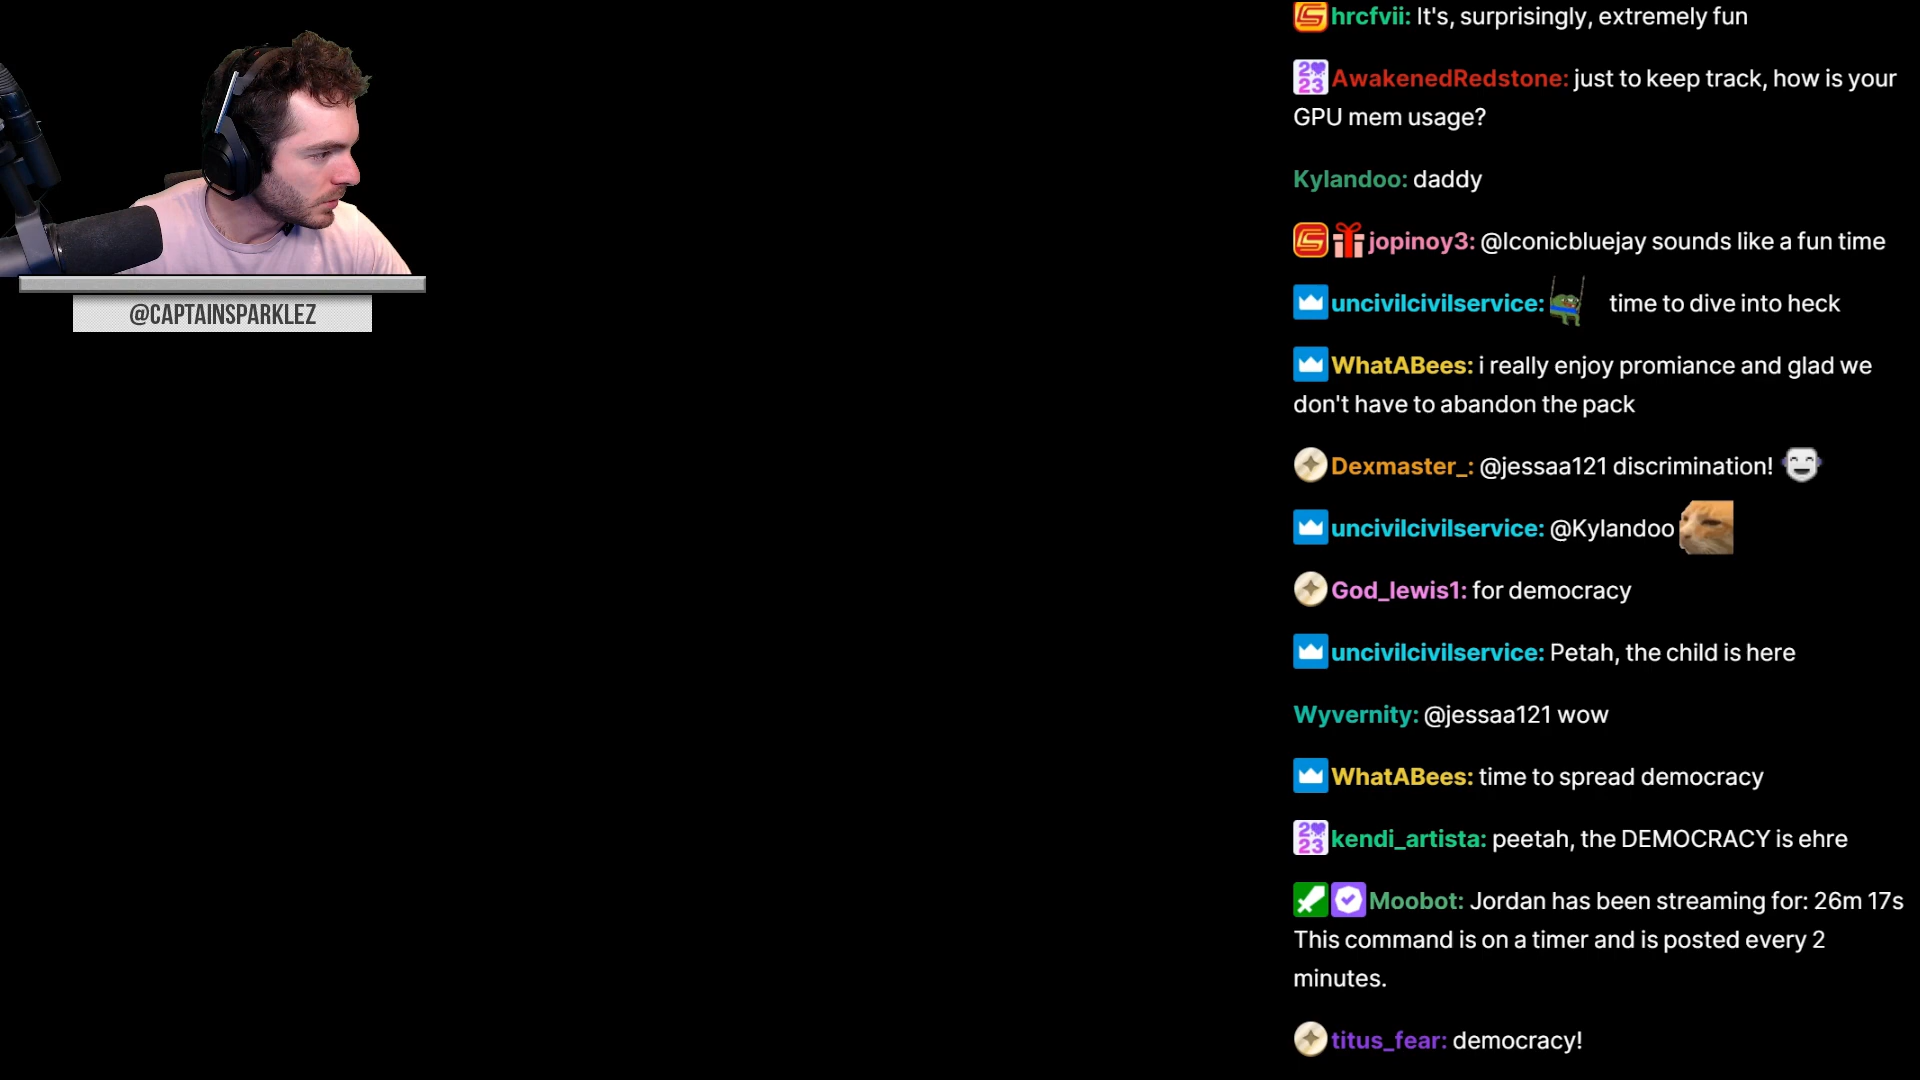 @CAPTAINSPARKLEZ
hrcfvii: It's, surprisingly, extremely fun
2023 AwakenedRedstone: just to keep track, how is your
GPU mem usage?
Kylandoo: daddy
jopinoy3: @Iconicbluejay sounds like a fun time
uncivilcivilservice: time to dive into heck
WhatABees: i really enjoy promiance and glad we
don't have to abandon the pack
Dexmaster_: @jessaa121 discrimination!
uncivilcivilservice: @Kylandoo
God_lewis1: for democracy
uncivilcivilservice: Petah, the child is here
Wyvernity: @jessaa121 wow
WhatABees: time to spread democracy
2023 kendi_artista: peetah, the DEMOCRACY is ehre
Moobot: Jordan has been streaming for: 26m 17s
This command is on a timer and is posted every 2
minutes.
titus_fear: democracy!